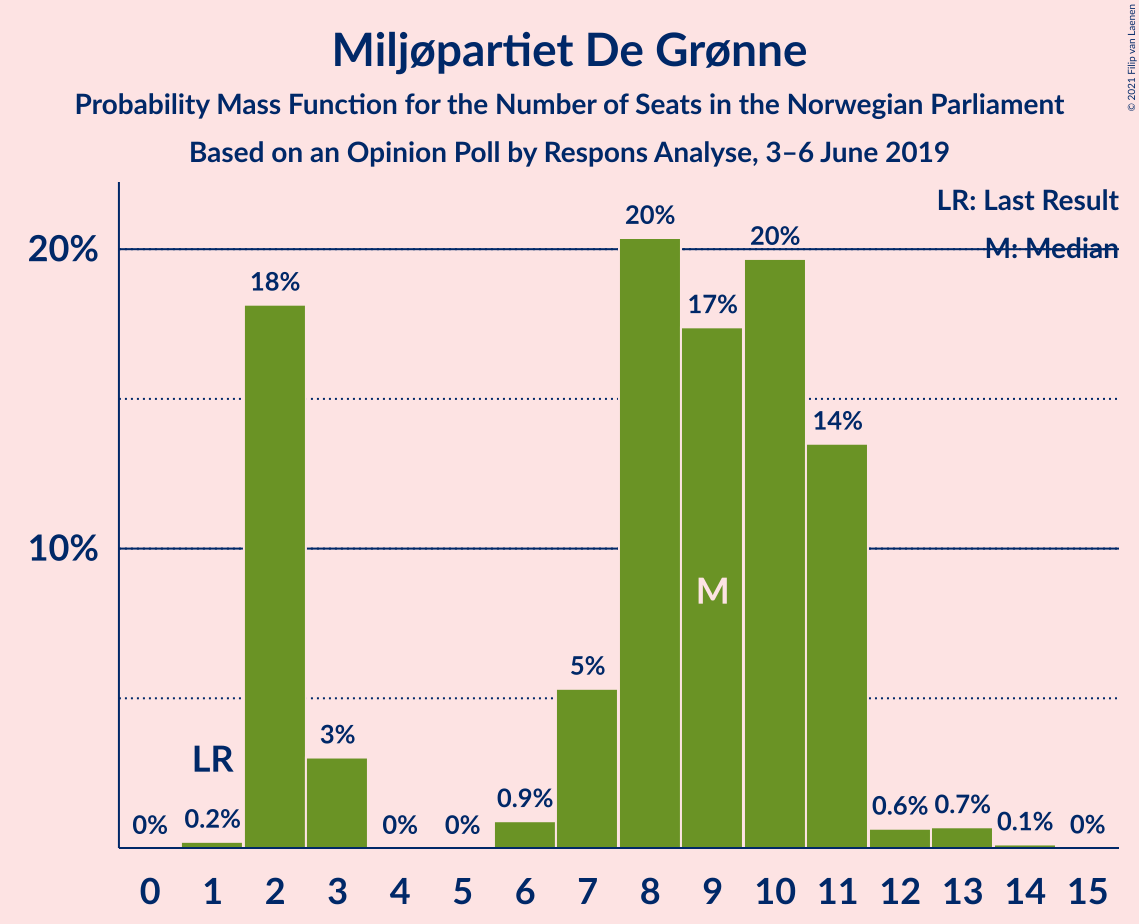 Miljøpartiet De Grønne
Probability Mass Function for the Number of Seats in the Norwegian Parliament
Based on an Opinion Poll by Respons Analyse, 3–6 June 2019
© 2021 Filip van Laenen
LR: Last Result
M: Median
20%
10%
0%
0.2%
18%
3%
0%
0%
0.9%
5%
20%
17%
20%
14%
0.6%
0.7%
0.1%
0%
LR
M
0 1 2 3 4 5 6 7 8 9 10 11 12 13 14 15